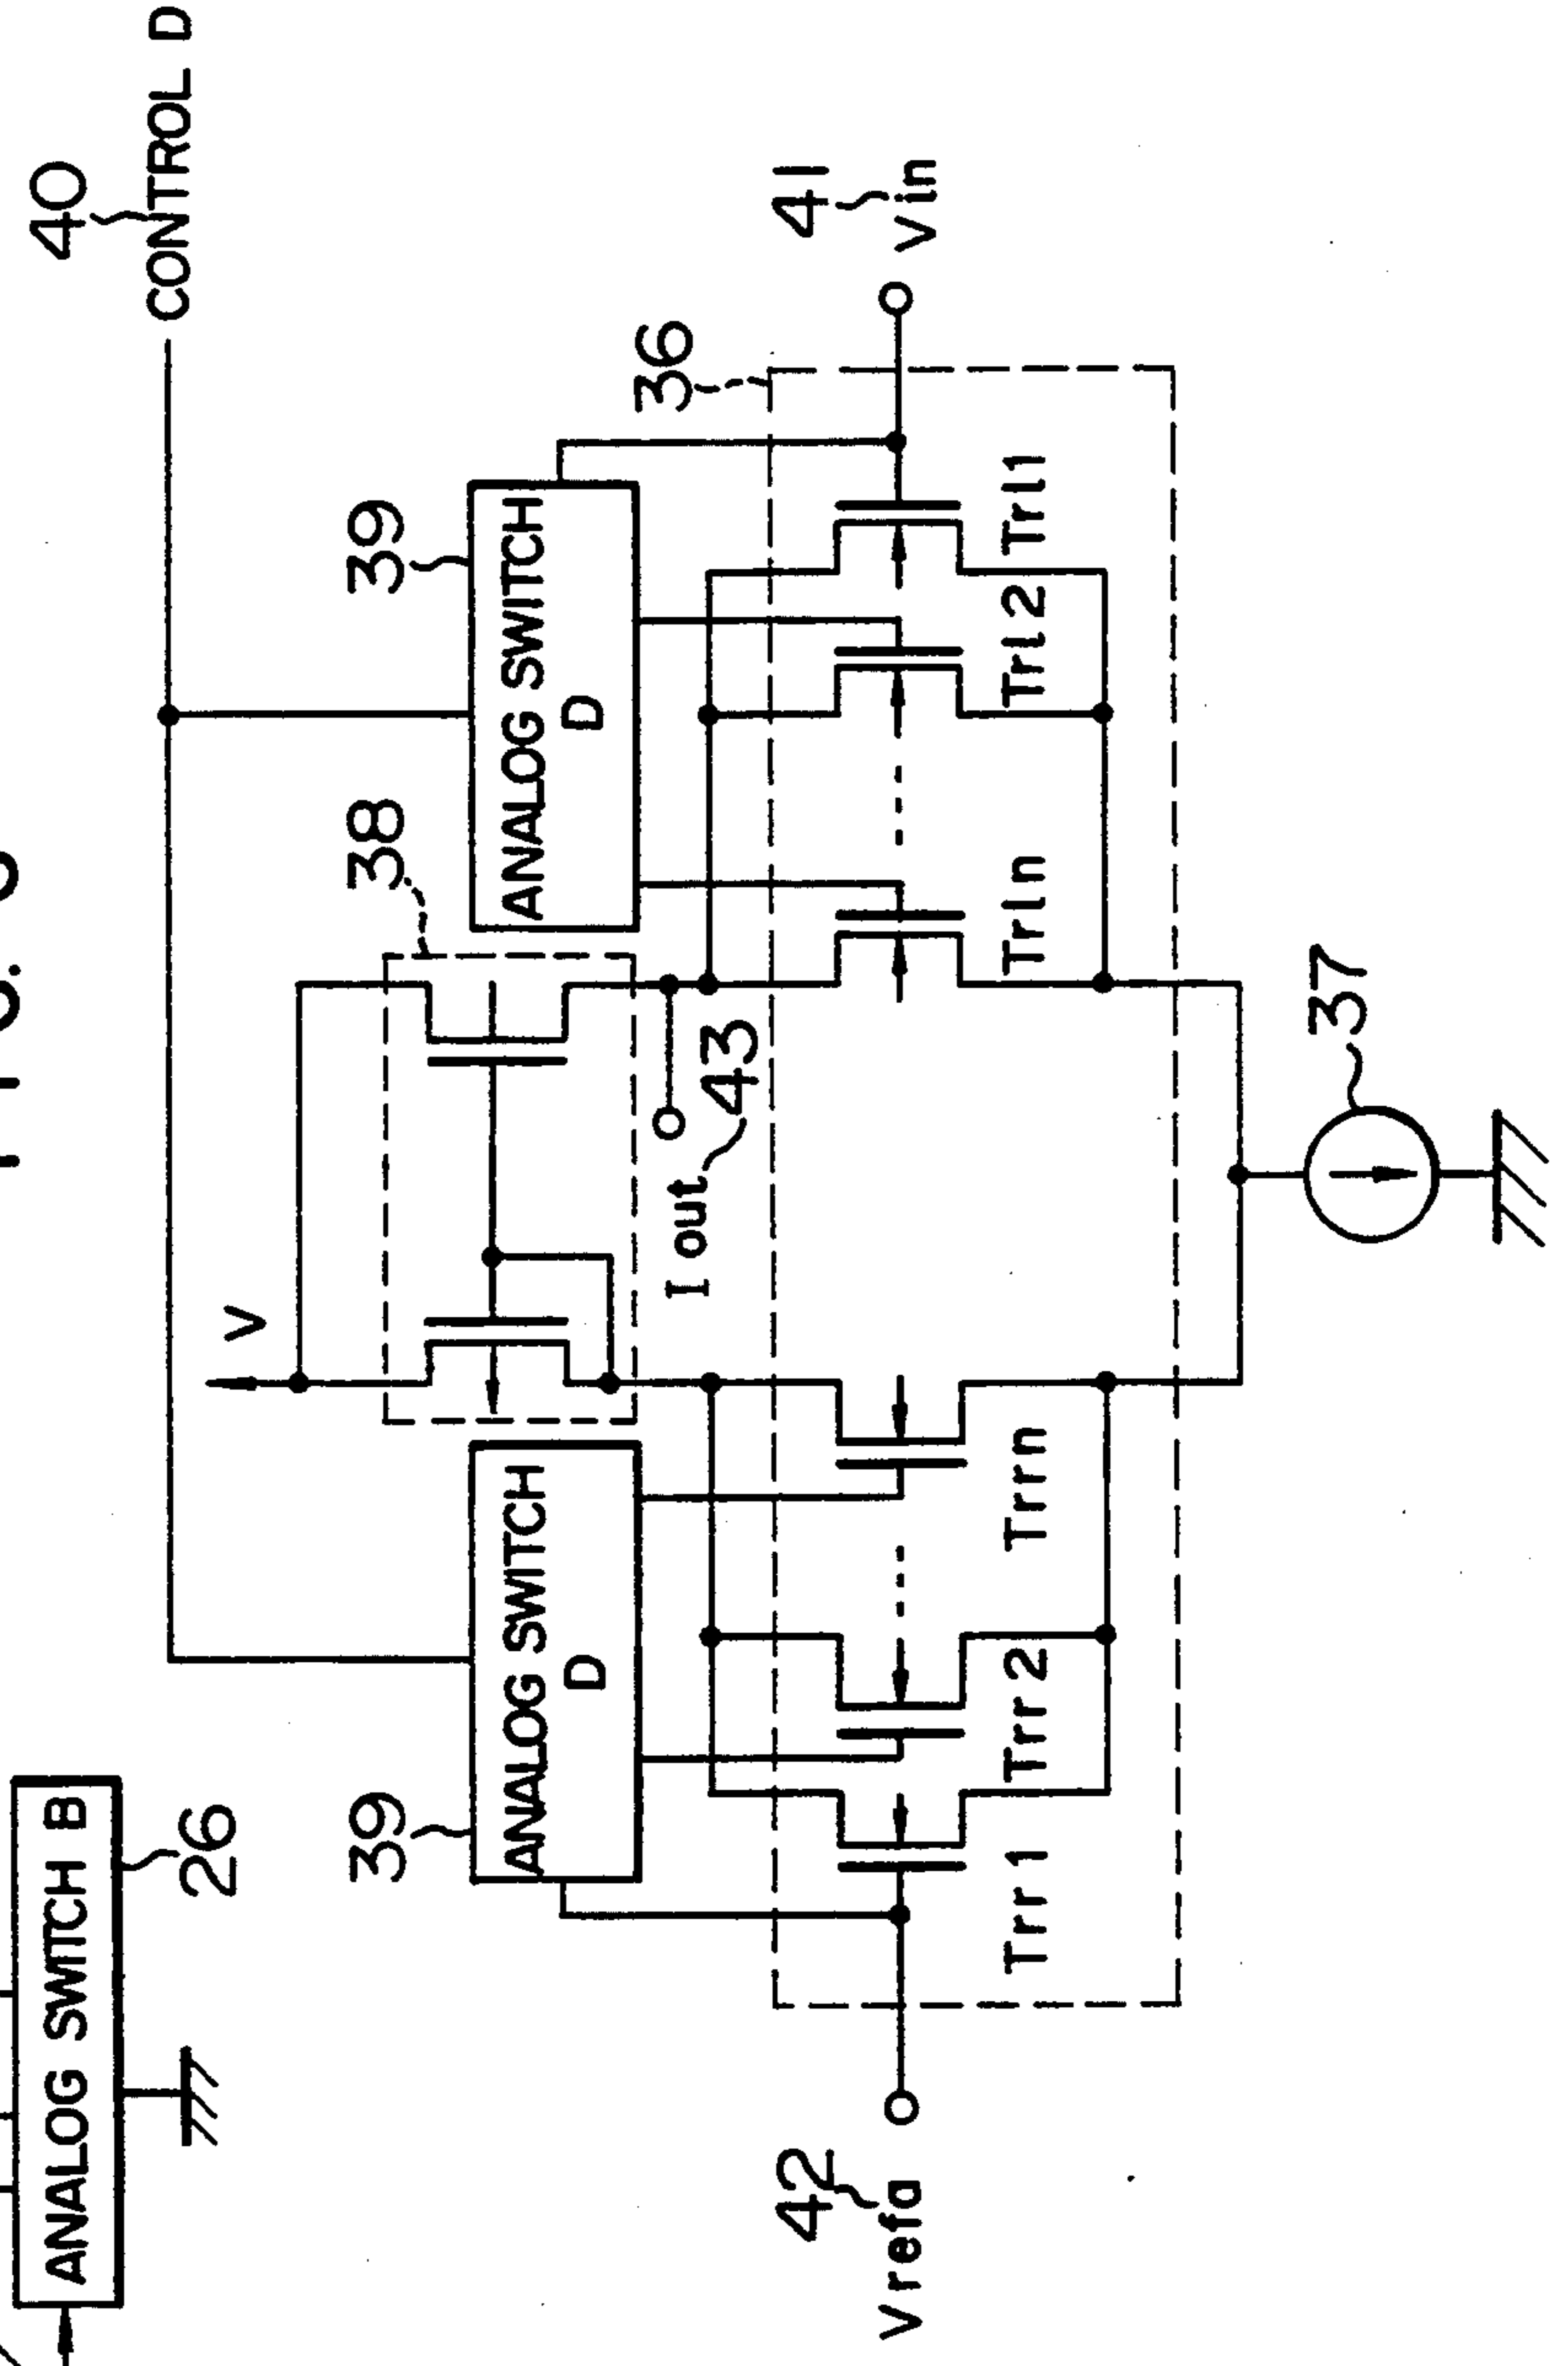 40
CONTROL D
ANALOG SWITCH B
26
V
39
38
39
ANALOG SWITCH
D
ANALOG SWITCH
D
36
I out
43
42
Vrefa
41
Vin
Trr1
Trr2
Trrn
Trln
Trl2
Trl1
37